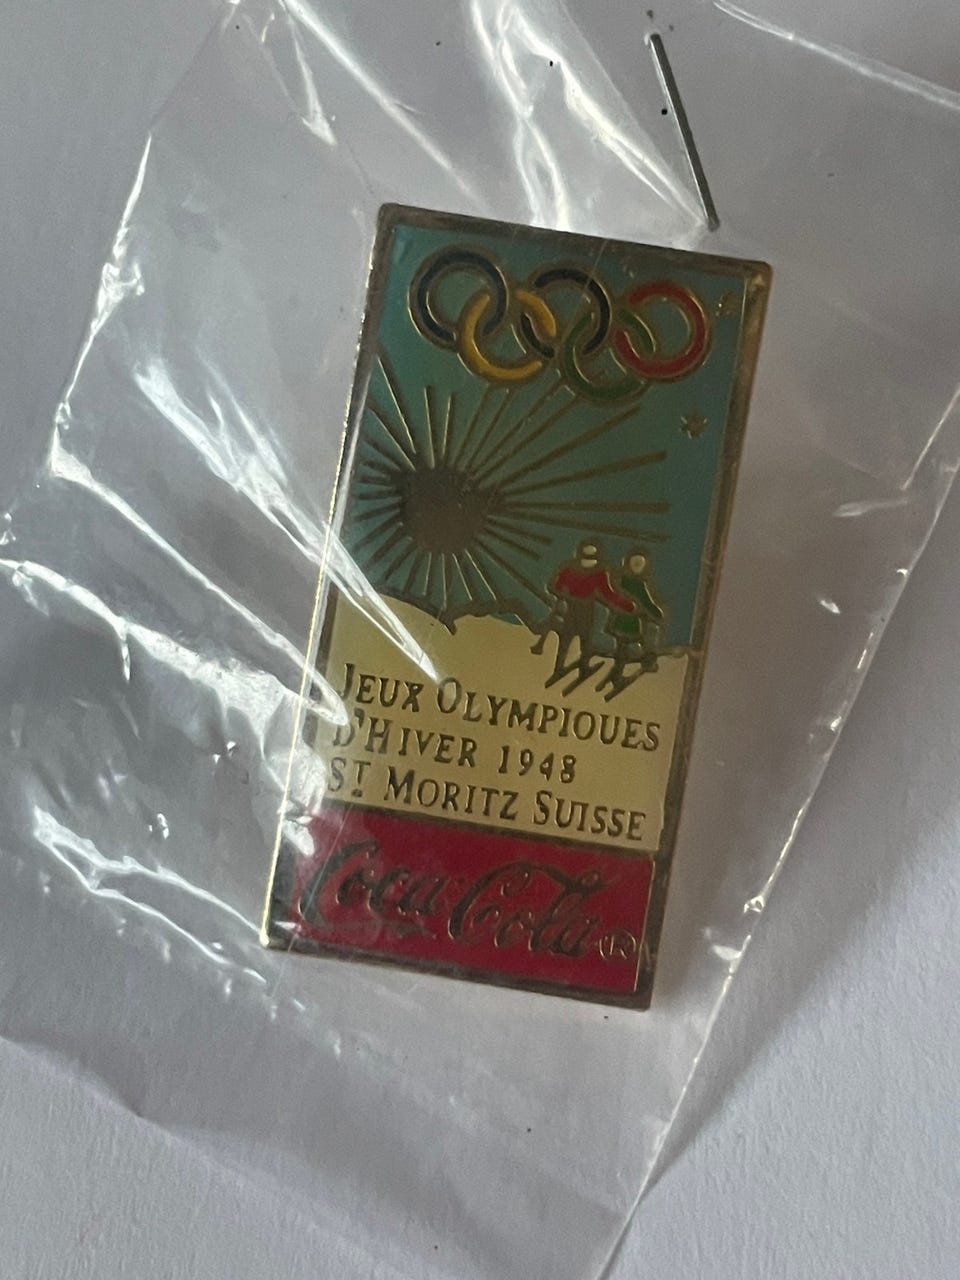 JEUX OLYMPIQUES
D'HIVER 1948
ST MORITZ SUISSE
Coca-Cola®